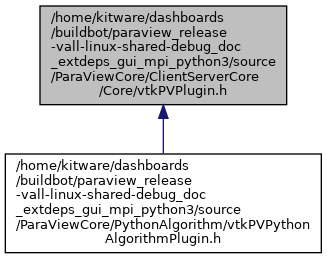 /home/kitware/dashboards
/buildbot/paraview_release
-vall-linux-shared-debug_doc
_extdeps_gui_mpi_python3/source
/ParaViewCore/ClientServerCore
/Core/vtkPVPlugin.h
/home/kitware/dashboards
/buildbot/paraview_release
-vall-linux-shared-debug_doc
_extdeps_gui_mpi_python3/source
/ParaViewCore/PythonAlgorithm/vtkPVPython
AlgorithmPlugin.h